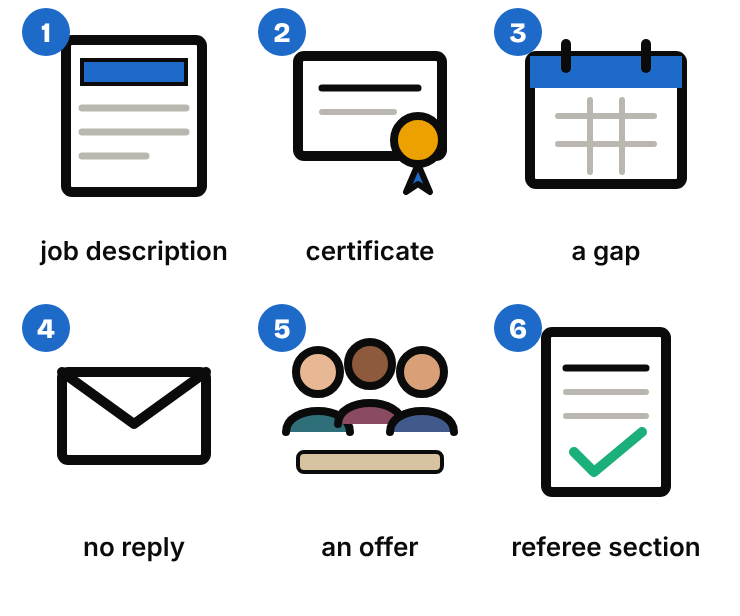 1
job description
2
certificate
3
a gap
4
no reply
5
an offer
6
referee section